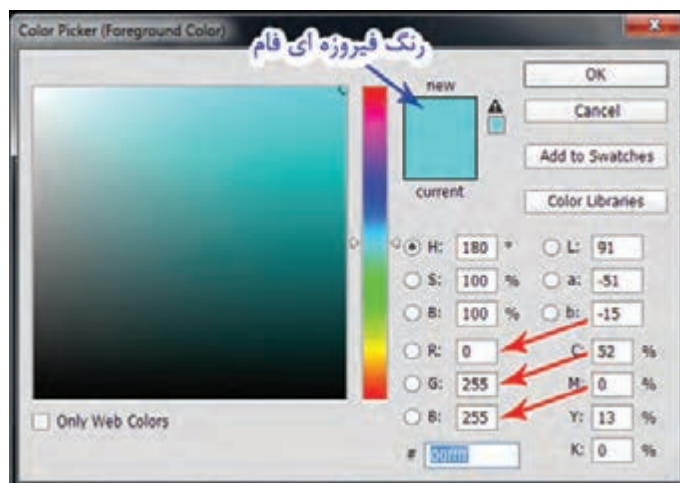 Color Picker (Foreground Color)
رنگ فیروزه ای فام
new
current
OK
Cancel
Add to Swatches
Color Libraries
H: 180 °
S: 100 %
B: 100 %
R: 0
G: 255
B: 255
#
L: 91
a: -51
b: -15
C: 52 %
M: 0 %
Y: 13 %
K: 0 %
Only Web Colors